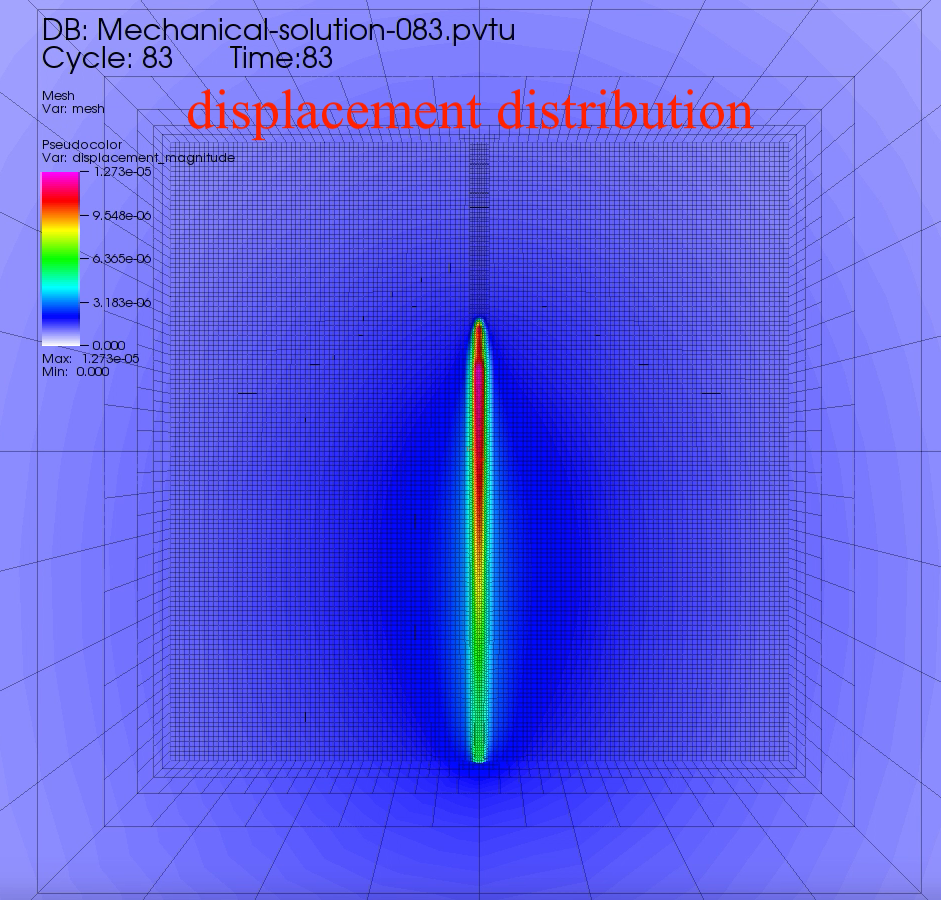 DB: Mechanical-solution-083.pvtu
Cycle: 83 Time:83
displacement distribution
Mesh
Var: mesh
Pseudocolor
Var: displacement_magnitude
1.273e-05
9.548e-06
6.365e-06
3.183e-06
0.000
Max: 1.273e-05
Min: 0.000